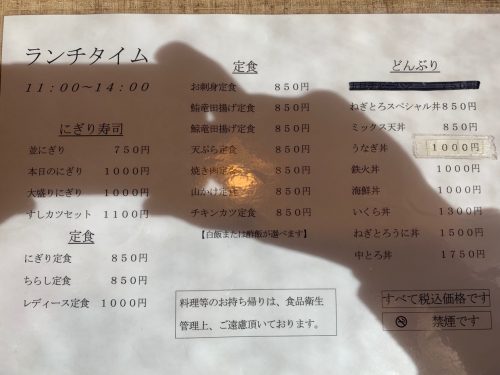 ランチタイム
11:00～14:00
にぎり寿司
並にぎり 750円
本日のにぎり 1000円
大盛りにぎり 1000円
すしカツセット 1100円
定食
にぎり定食 850円
ちらし定食 850円
レディース定食 1000円
定食
お刺身定食 850円
鮪竜田揚げ定食 850円
鯨竜田揚げ定食 850円
天ぷら定食 850円
焼き肉定食 850円
山かけ定食 850円
チキンカツ定食 850円
【白飯または酢飯が選べます】
料理等のお持ち帰りは、食品衛生
管理上、ご遠慮頂いております。
どんぶり
ねぎとろスペシャル丼 850円
ミックス天丼 850円
うなぎ丼 1000円
鉄火丼 1000円
海鮮丼 1000円
いくら丼 1300円
ねぎとろうに丼 1500円
中とろ丼 1750円
すべて税込価格です
禁煙です